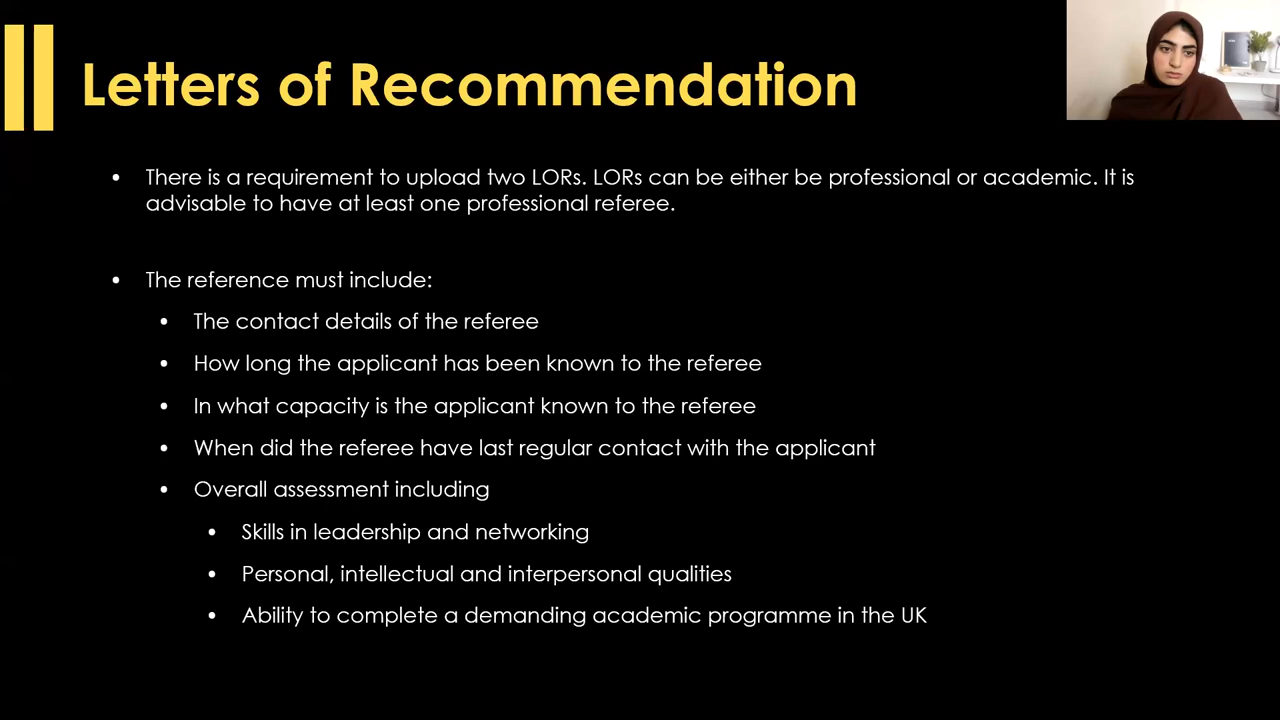 Letters of Recommendation
• There is a requirement to upload two LORs. LORs can be either be professional or academic. It is
advisable to have at least one professional referee.
• The reference must include:
• The contact details of the referee
• How long the applicant has been known to the referee
• In what capacity is the applicant known to the referee
• When did the referee have last regular contact with the applicant
• Overall assessment including
• Skills in leadership and networking
• Personal, intellectual and interpersonal qualities
• Ability to complete a demanding academic programme in the UK